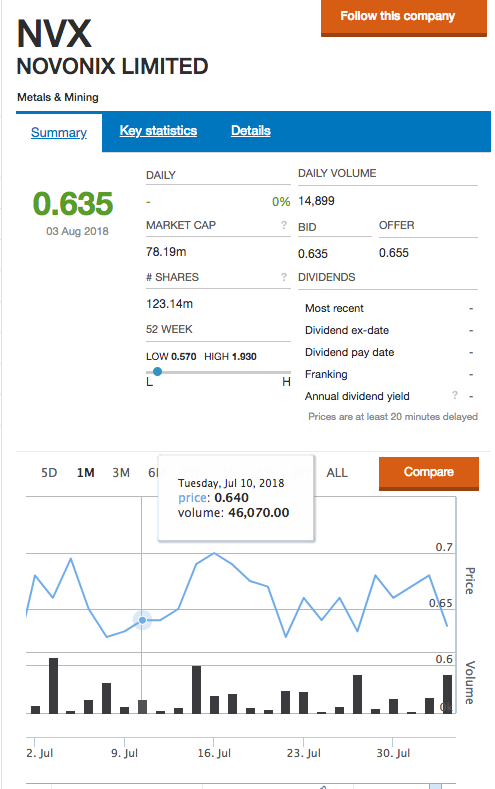 NVX
Follow this company
NOVONIX LIMITED
Metals & Mining
Summary Key statistics Details
0.635
03 Aug 2018
DAILY
- 0%
MARKET CAP ?
78.19m
# SHARES ?
123.14m
52 WEEK
LOW 0.570 HIGH 1.930
L H
DAILY VOLUME
14,899
BID OFFER
0.635 0.655
DIVIDENDS
Most recent -
Dividend ex-date -
Dividend pay date -
Franking -
Annual dividend yield ? -
Prices are at least 20 minutes delayed
5D 1M 3M ALL
Compare
Tuesday, Jul 10, 2018
price: 0.640
volume: 46,070.00
0.7
Price
0.65
0.6
Volume
2. Jul 9. Jul 16. Jul 23. Jul 30. Jul